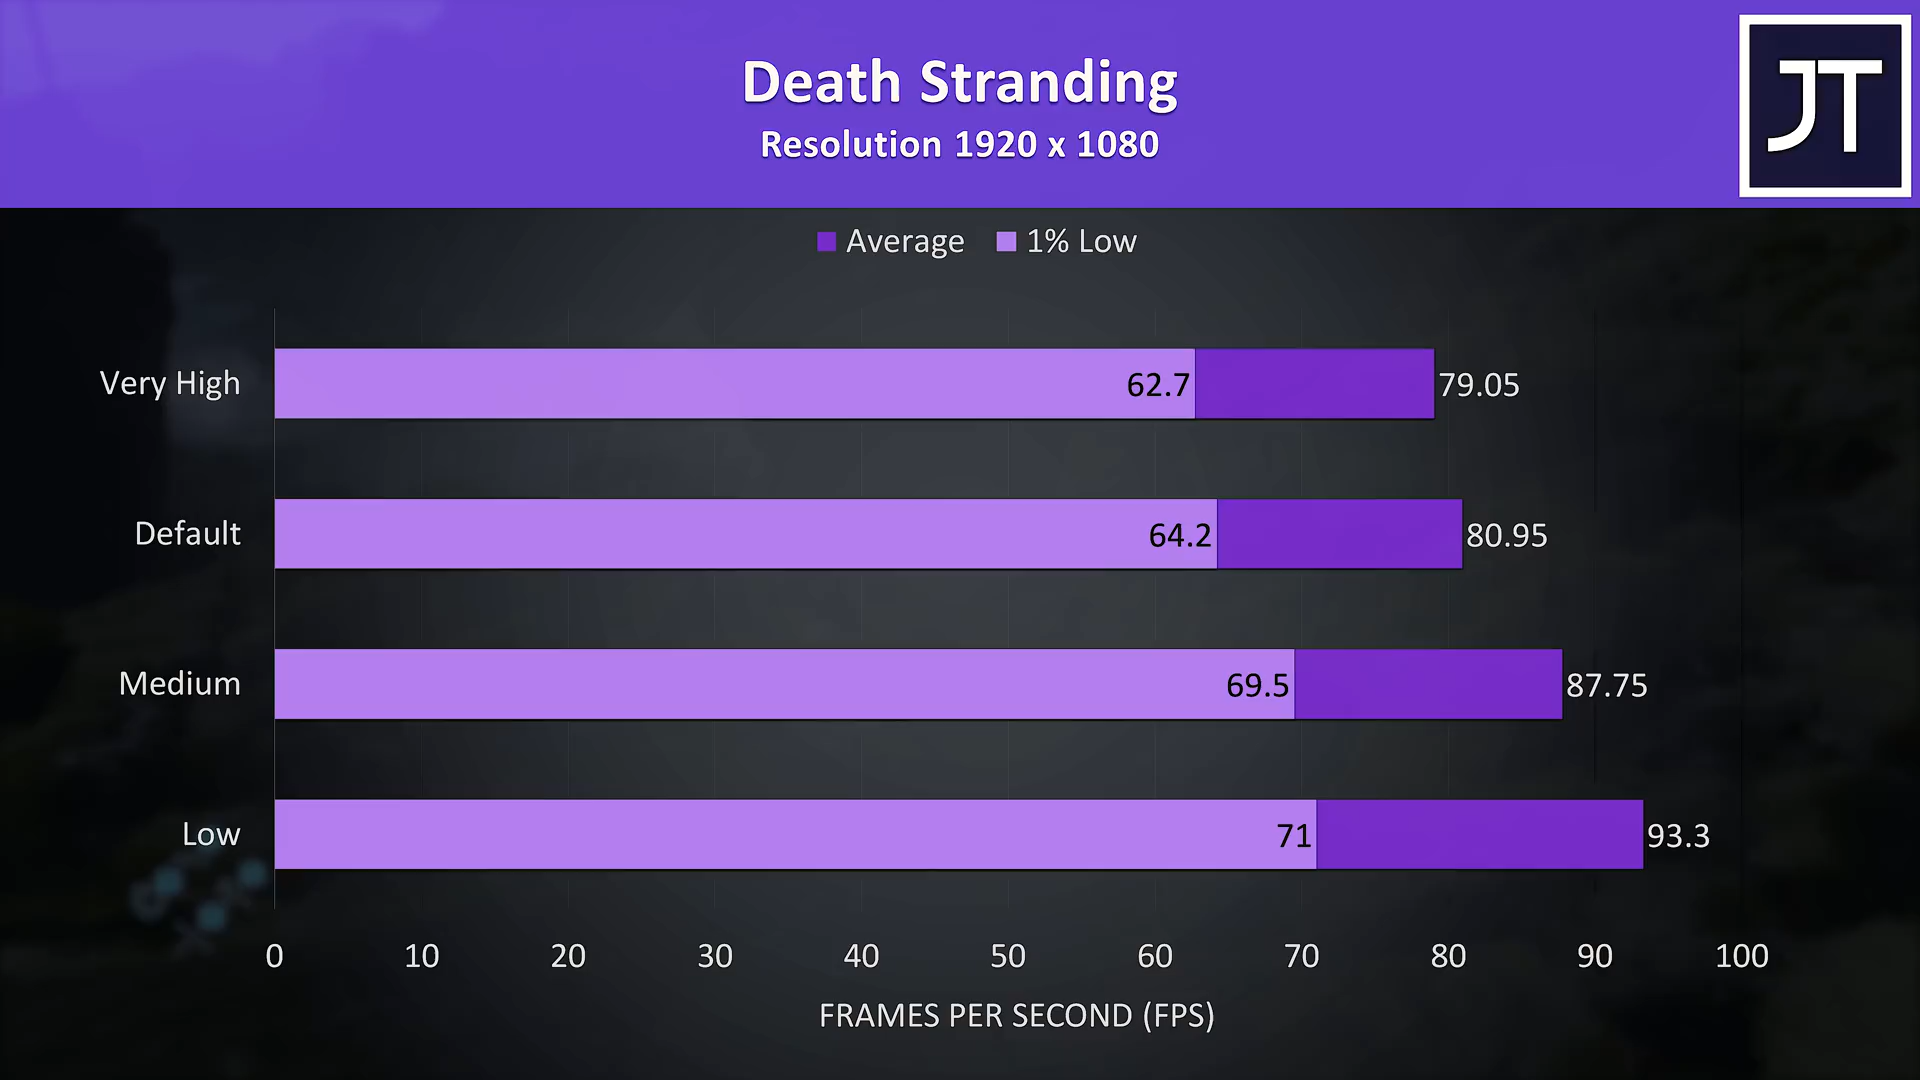 Death Stranding
Resolution 1920 x 1080
JT
Average 1% Low
Very High 62.7 79.05
Default 64.2 80.95
Medium 69.5 87.75
Low 71 93.3
0 10 20 30 40 50 60 70 80 90 100
FRAMES PER SECOND (FPS)